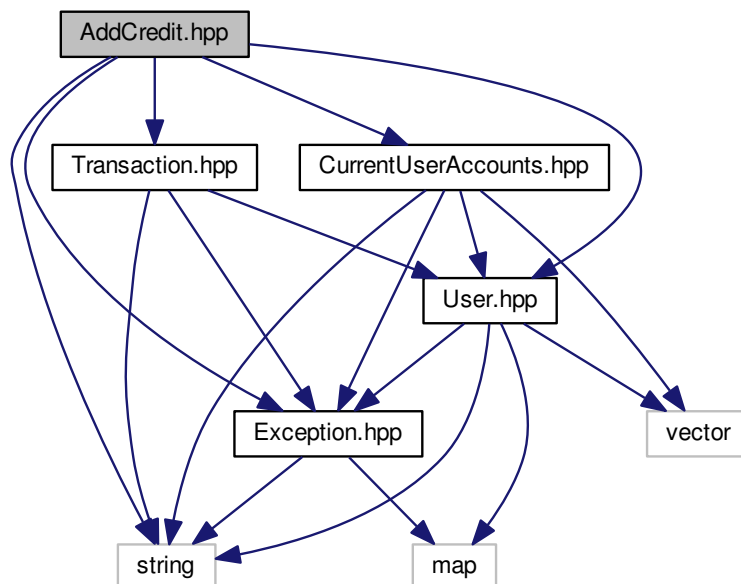 AddCredit.hpp
Transaction.hpp
CurrentUserAccounts.hpp
User.hpp
Exception.hpp
vector
string
map